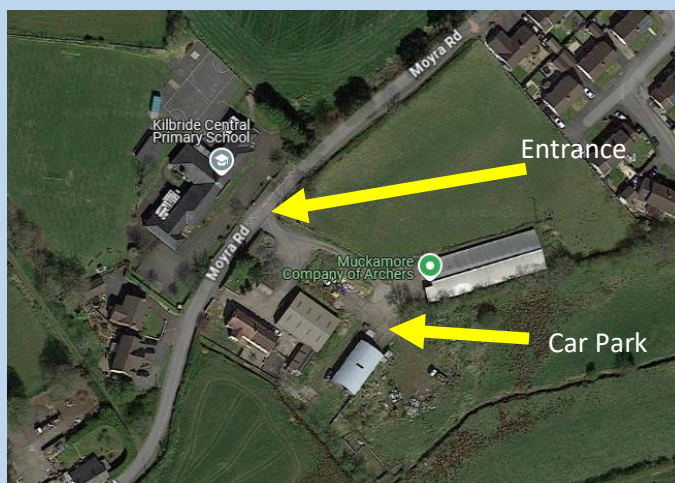 Moyra Rd
Kilbride Central
Primary School
Entrance
Moyra Rd
Muckamore
Company of Archers
Car Park